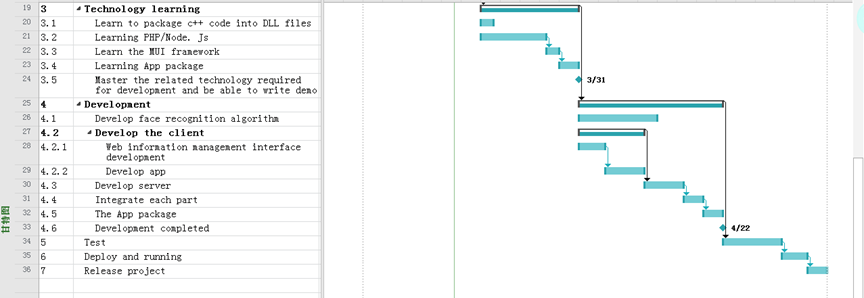 19 3 Technology learning
20 3.1 Learn to package c++ code into DLL files
21 3.2 Learning PHP/Node. Js
22 3.3 Learn the MUI framework
23 3.4 Learning App package
24 3.5 Master the related technology required
for development and be able to write demo
3/31
25 4 Development
26 4.1 Develop face recognition algorithm
27 4.2 Develop the client
28 4.2.1 Web information management interface
development
29 4.2.2 Develop app
30 4.3 Develop server
31 4.4 Integrate each part
32 4.5 The App package
33 4.6 Development completed
4/22
34 5 Test
35 6 Deploy and running
36 7 Release project
甘特图